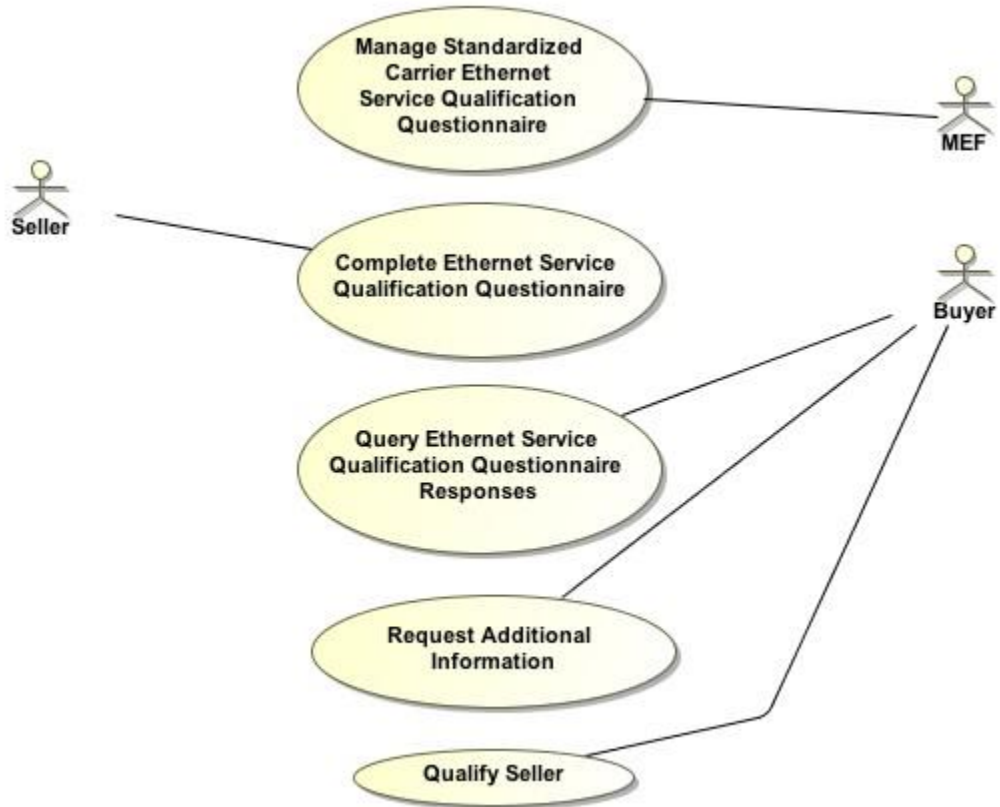 Manage Standardized
Carrier Ethernet
Service Qualification
Questionnaire
MEF
Seller
Complete Ethernet Service
Qualification Questionnaire
Buyer
Query Ethernet Service
Qualification Questionnaire
Responses
Request Additional
Information
Qualify Seller